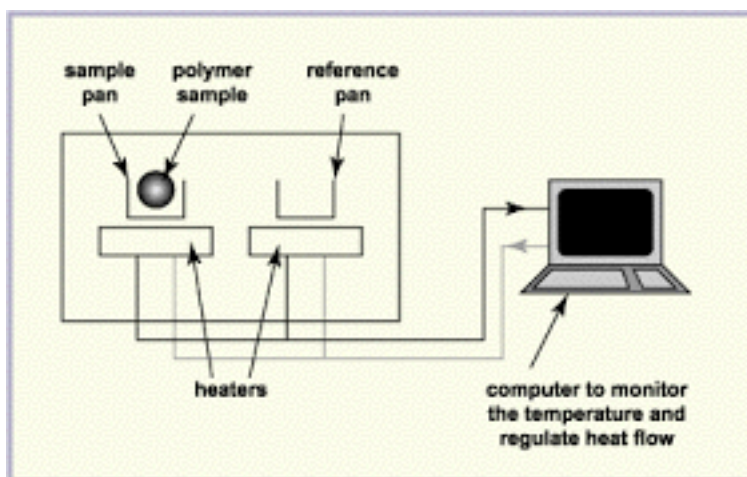 sample
pan
polymer
sample
reference
pan
heaters
computer to monitor
the temperature and
regulate heat flow